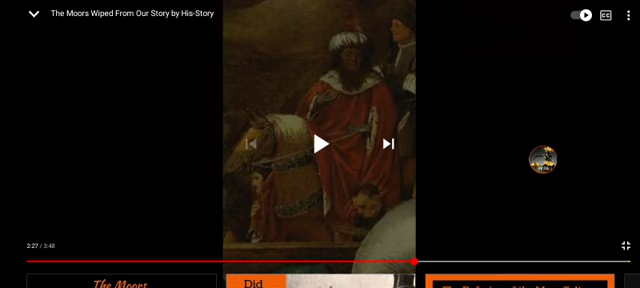 The Moors Wiped From Our Story by His-Story
CC
2:27 / 3:48
The Moors
Did